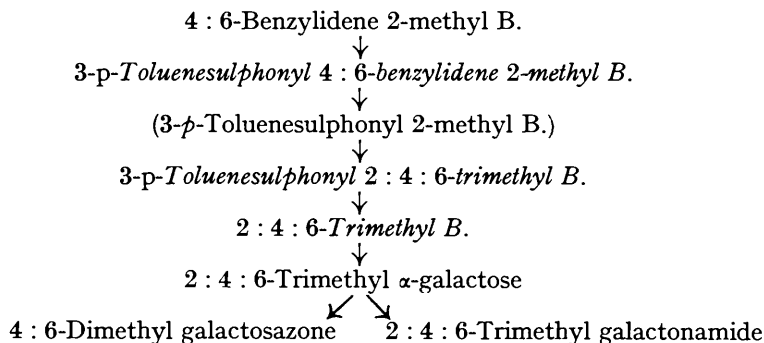 4 : 6-Benzylidene 2-methyl B.
3-p-Toluenesulphonyl 4 : 6-benzylidene 2-methyl B.
(3-p-Toluenesulphonyl 2-methyl B.)
3-p-Toluenesulphonyl 2 : 4 : 6-trimethyl B.
2 : 4 : 6-Trimethyl B.
2 : 4 : 6-Trimethyl α-galactose
4 : 6-Dimethyl galactosazone 2 : 4 : 6-Trimethyl galactonamide